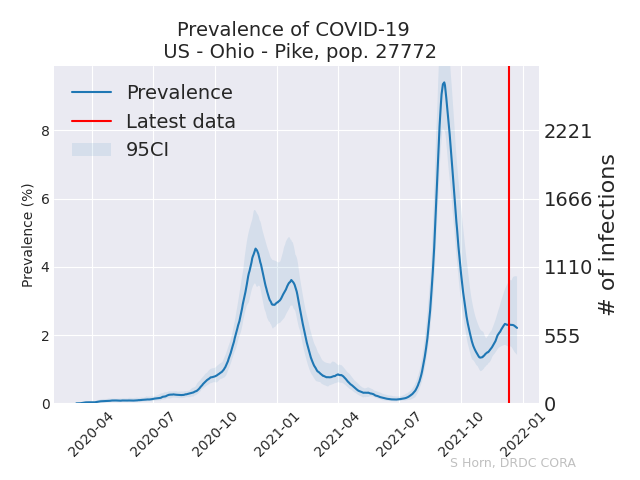 Prevalence of COVID-19
US - Ohio - Pike, pop. 27772
Prevalence
Latest data
95CI
Prevalence (%)
8
6
4
2
0
2221
1666
1110
555
0
# of infections
2020-04
2020-07
2020-10
2021-01
2021-04
2021-07
2021-10
2022-01
S Horn, DRDC CORA